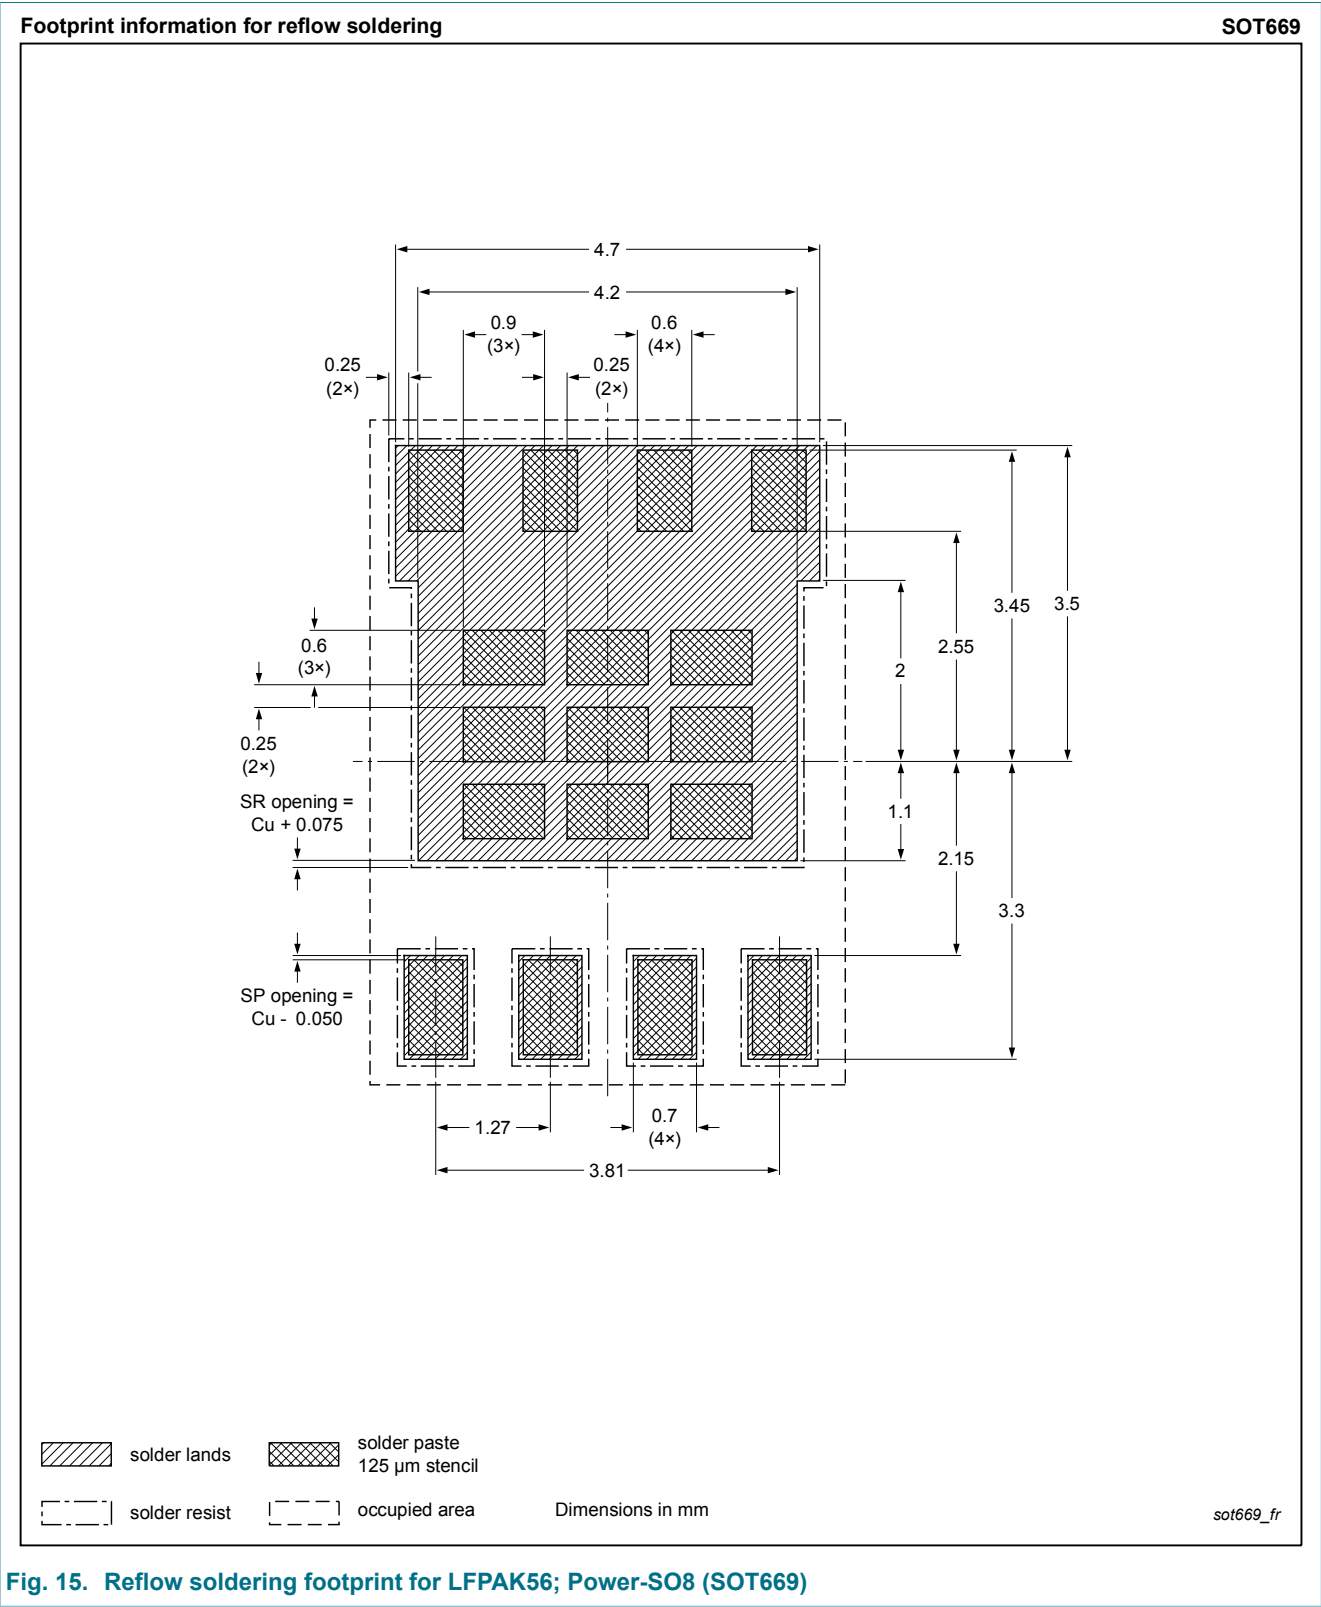 Footprint information for reflow soldering
SOT669
4.7
4.2
0.9
(3×)
0.6
(4×)
0.25
(2×)
0.25
(2×)
3.45
3.5
2.55
2
0.6
(3×)
0.25
(2×)
SR opening =
Cu + 0.075
1.1
2.15
3.3
SP opening =
Cu - 0.050
1.27
0.7
(4×)
3.81
solder lands
solder paste
125 µm stencil
solder resist
occupied area
Dimensions in mm
sot669_fr
Fig. 15. Reflow soldering footprint for LFPAK56; Power-SO8 (SOT669)